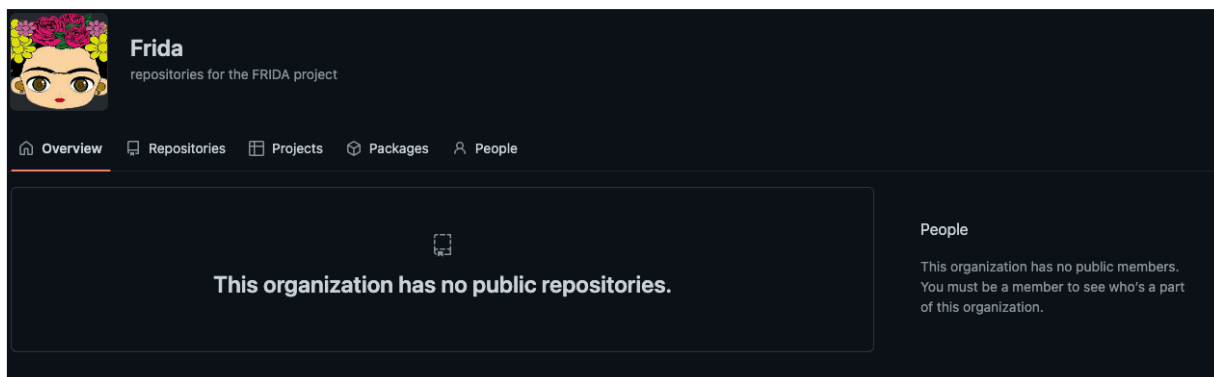 Frida
repositories for the FRIDA project
Overview
Repositories
Projects
Packages
People
This organization has no public repositories.
People
This organization has no public members.
You must be a member to see who's a part
of this organization.